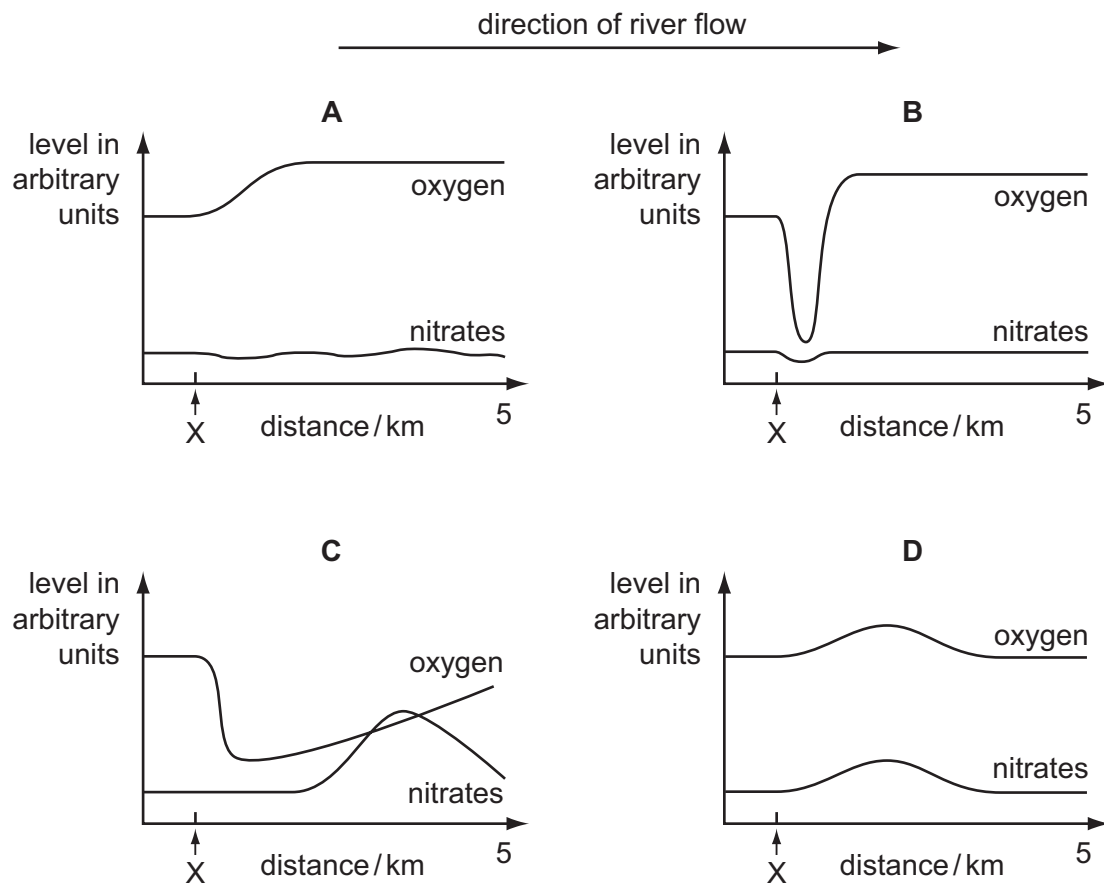 direction of river flow
A
level in
arbitrary
units
oxygen
nitrates
X
distance / km
5
B
level in
arbitrary
units
oxygen
nitrates
X
distance / km
5
C
level in
arbitrary
units
oxygen
nitrates
X
distance / km
5
D
level in
arbitrary
units
oxygen
nitrates
X
distance / km
5